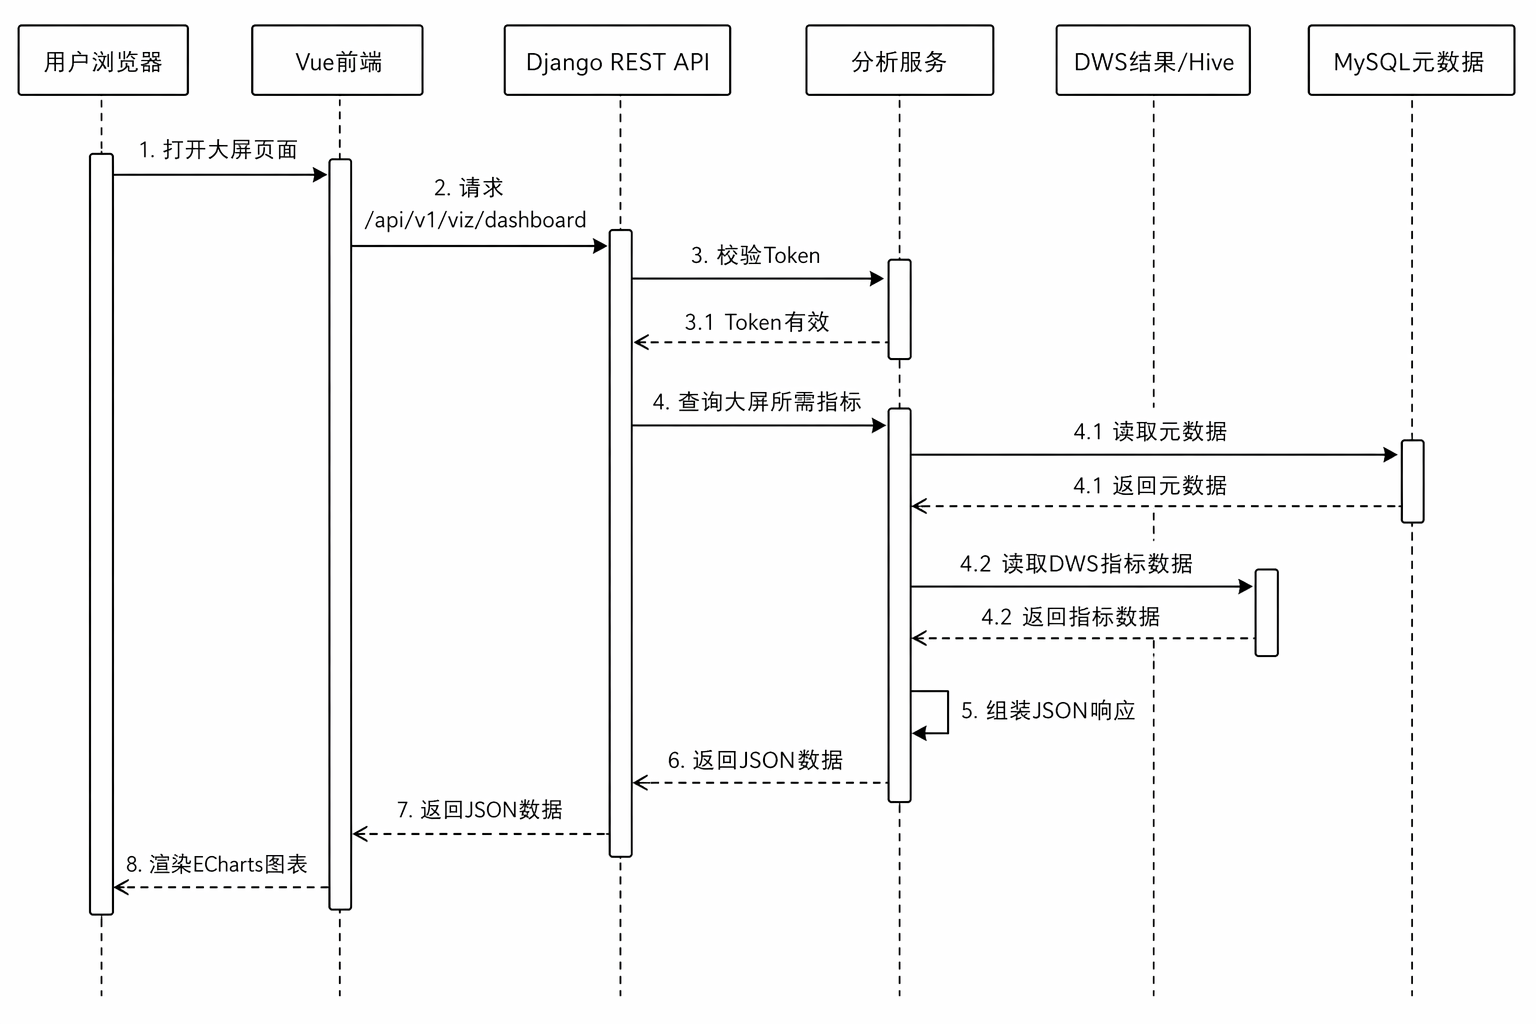 用户浏览器
Vue前端
Django REST API
分析服务
DWS结果/Hive
MySQL元数据
1. 打开大屏页面
2. 请求
/api/v1/viz/dashboard
3. 校验Token
3.1 Token有效
4. 查询大屏所需指标
4.1 读取元数据
4.1 返回元数据
4.2 读取DWS指标数据
4.2 返回指标数据
5. 组装JSON响应
6. 返回JSON数据
7. 返回JSON数据
8. 渲染ECharts图表